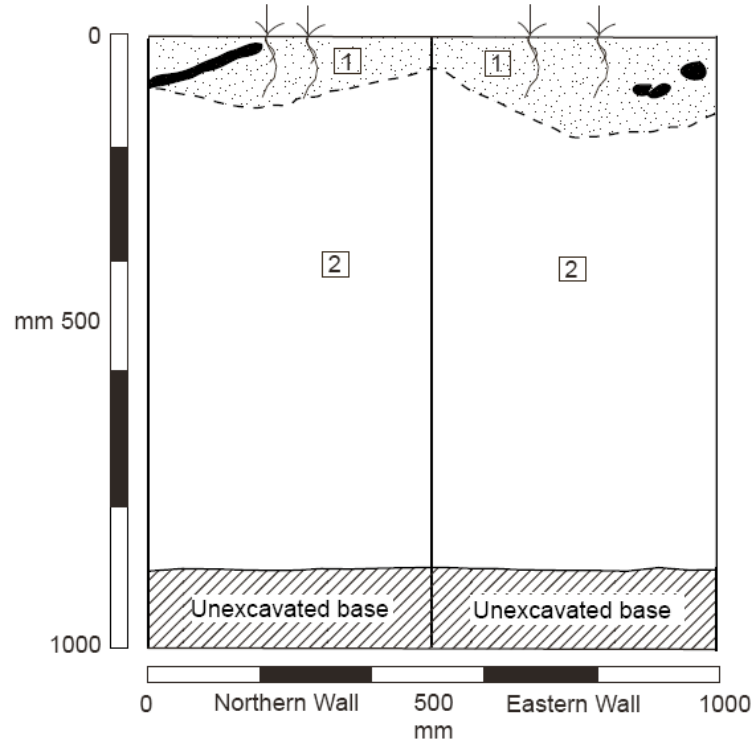 0
1
1
2
2
mm 500
Unexcavated base
Unexcavated base
1000
0 Northern Wall 500 Eastern Wall 1000
mm